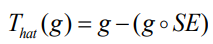 T_hat(g) = g − (g ∘ SE)